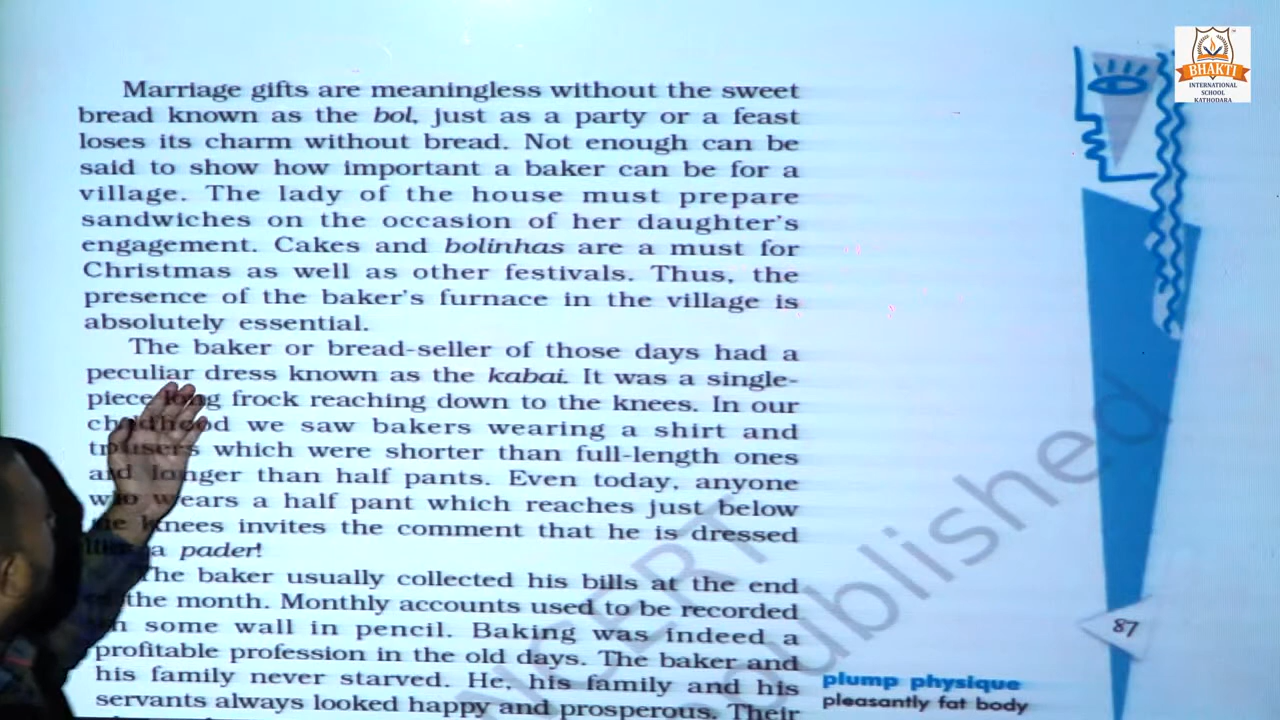 Marriage gifts are meaningless without the sweet
bread known as the bol, just as a party or a feast
loses its charm without bread. Not enough can be
said to show how important a baker can be for a
village. The lady of the house must prepare
sandwiches on the occasion of her daughter's
engagement. Cakes and bolinhas are a must for
Christmas as well as other festivals. Thus, the
presence of the baker's furnace in the village is
absolutely essential.
The baker or bread-seller of those days had a
peculiar dress known as the kabai. It was a single-
piece long frock reaching down to the knees. In our
childhood we saw bakers wearing a shirt and
trousers which were shorter than full-length ones
and longer than half pants. Even today, anyone
who wears a half pant which reaches just below
the knees invites the comment that he is dressed
like a pader!
The baker usually collected his bills at the end
the month. Monthly accounts used to be recorded
some wall in pencil. Baking was indeed a
profitable profession in the old days. The baker and
his family never starved. He, his family and his
servants always looked happy and prosperous. Their
plump physique
pleasantly fat body
87
NCERT
published
BHAKTI
INTERNATIONAL
SCHOOL
KATHODARA